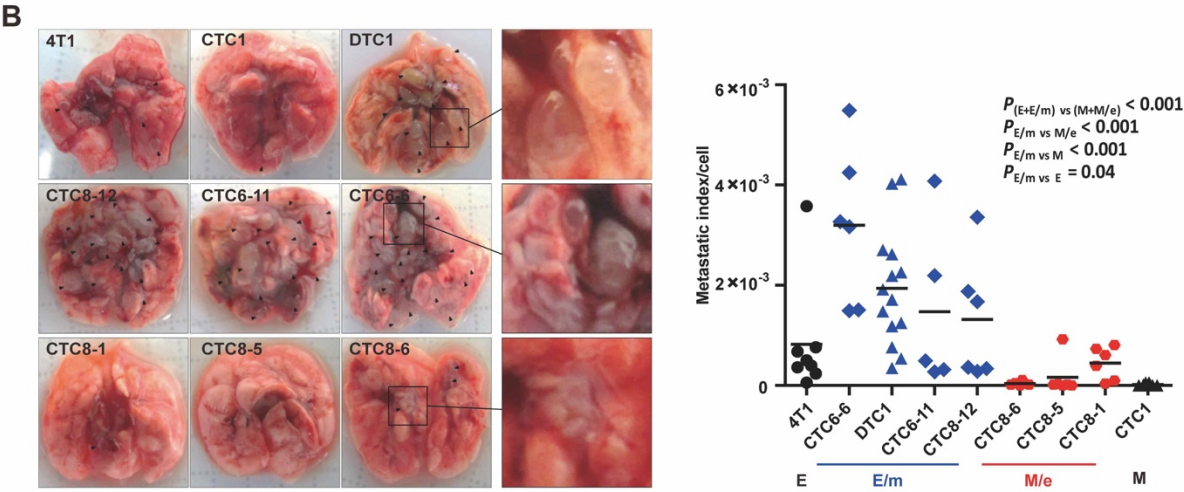 B
4T1
CTC1
DTC1
CTC8-12
CTC6-11
CTC6-6
CTC8-1
CTC8-5
CTC8-6
Metastatic index/cell
6×10⁻³
4×10⁻³
2×10⁻³
0
P(E+E/m) vs (M+M/e) < 0.001
PE/m vs M/e < 0.001
PE/m vs M < 0.001
PE/m vs E = 0.04
4T1
CTC6-6
DTC1
CTC6-11
CTC8-12
CTC8-6
CTC8-5
CTC8-1
CTC1
E
E/m
M/e
M